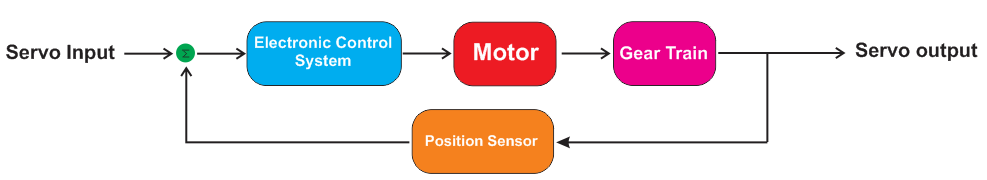 Servo Input
Σ
Electronic Control
System
Motor
Gear Train
Servo output
Position Sensor